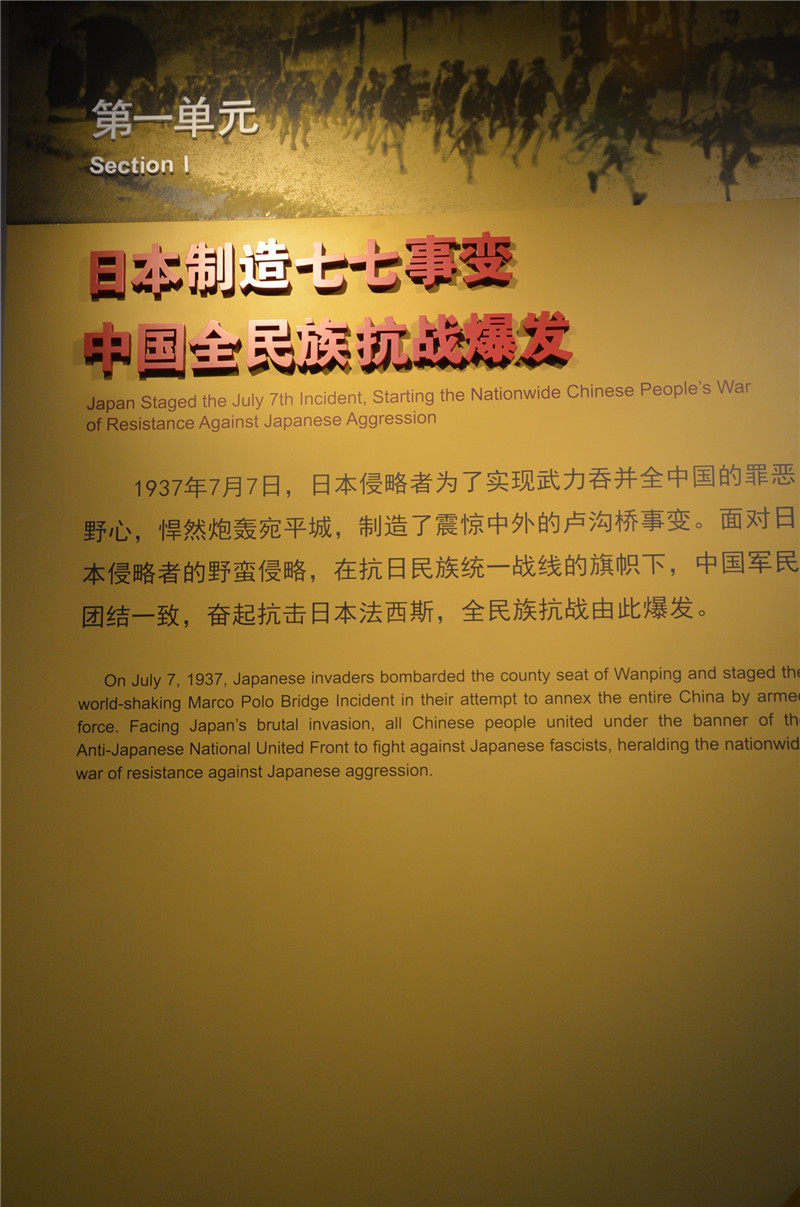 第一单元
Section I
日本制造七七事变
中国全民族抗战爆发
Japan Staged the July 7th Incident, Starting the Nationwide Chinese People's War
of Resistance Against Japanese Aggression
1937年7月7日，日本侵略者为了实现武力吞并全中国的罪恶
野心，悍然炮轰宛平城，制造了震惊中外的卢沟桥事变。面对日
本侵略者的野蛮侵略，在抗日民族统一战线的旗帜下，中国军民
团结一致，奋起抗击日本法西斯，全民族抗战由此爆发。
On July 7, 1937, Japanese invaders bombarded the county seat of Wanping and staged the
world-shaking Marco Polo Bridge Incident in their attempt to annex the entire China by arme
force. Facing Japan's brutal invasion, all Chinese people united under the banner of th
Anti-Japanese National United Front to fight against Japanese fascists, heralding the nationwid
war of resistance against Japanese aggression.